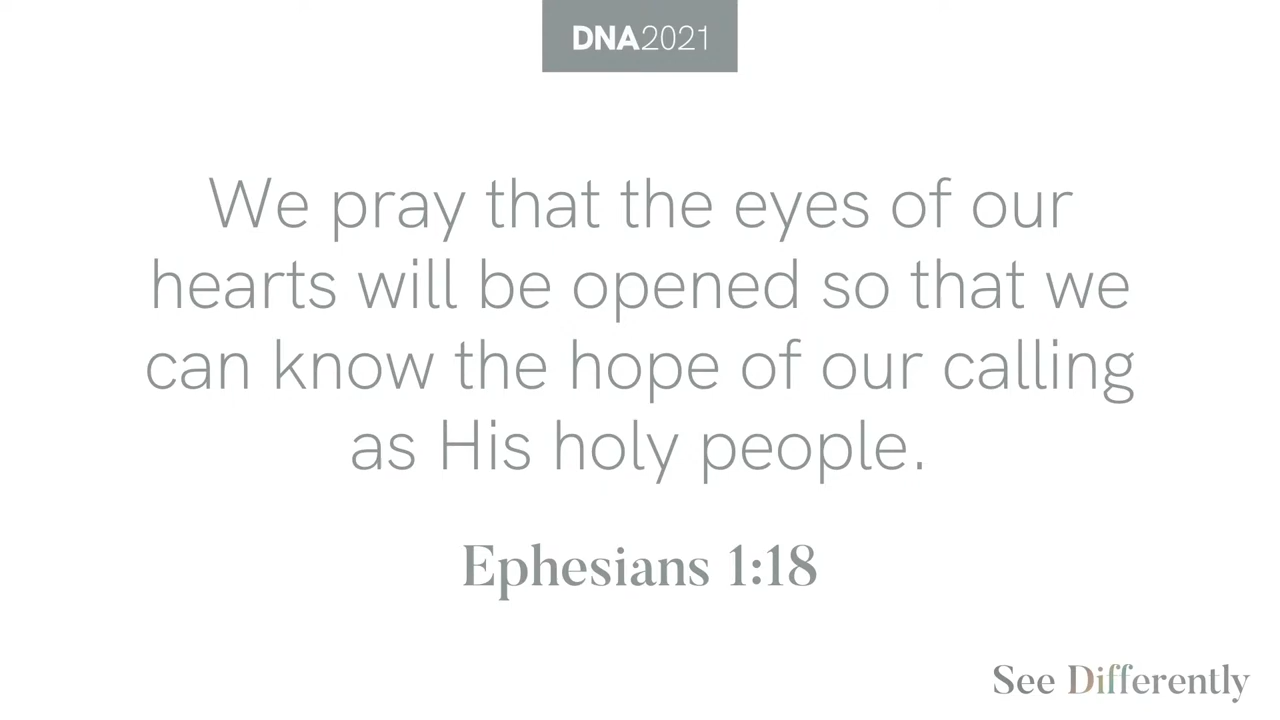 DNA2021
We pray that the eyes of our
hearts will be opened so that we
can know the hope of our calling
as His holy people.
Ephesians 1:18
See Differently